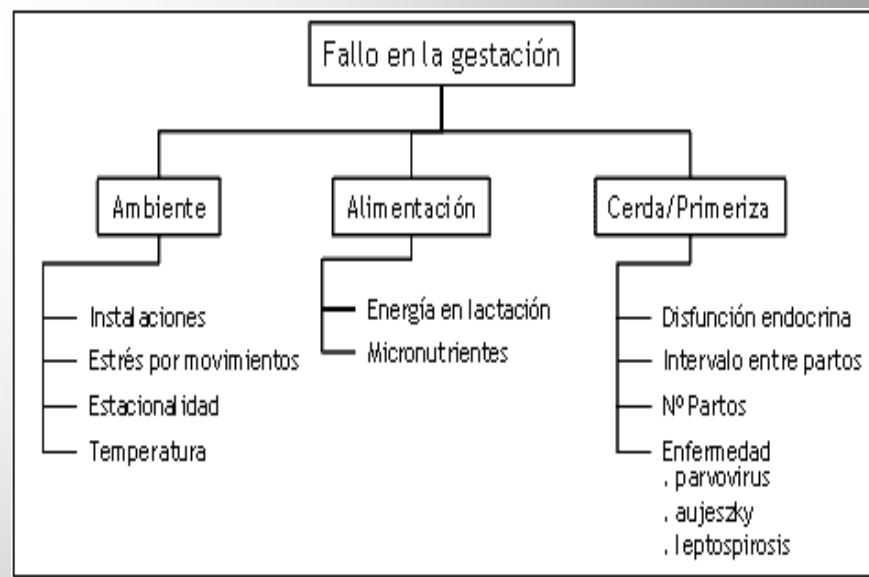 Fallo en la gestación
Ambiente
Instalaciones
Estrés por movimientos
Estacionalidad
Temperatura
Alimentación
Energía en lactación
Micronutrientes
Cerda/Primeriza
Disfunción endocrina
Intervalo entre partos
Nº Partos
Enfermedad
. parvovirus
. aujeszky
. leptospirosis